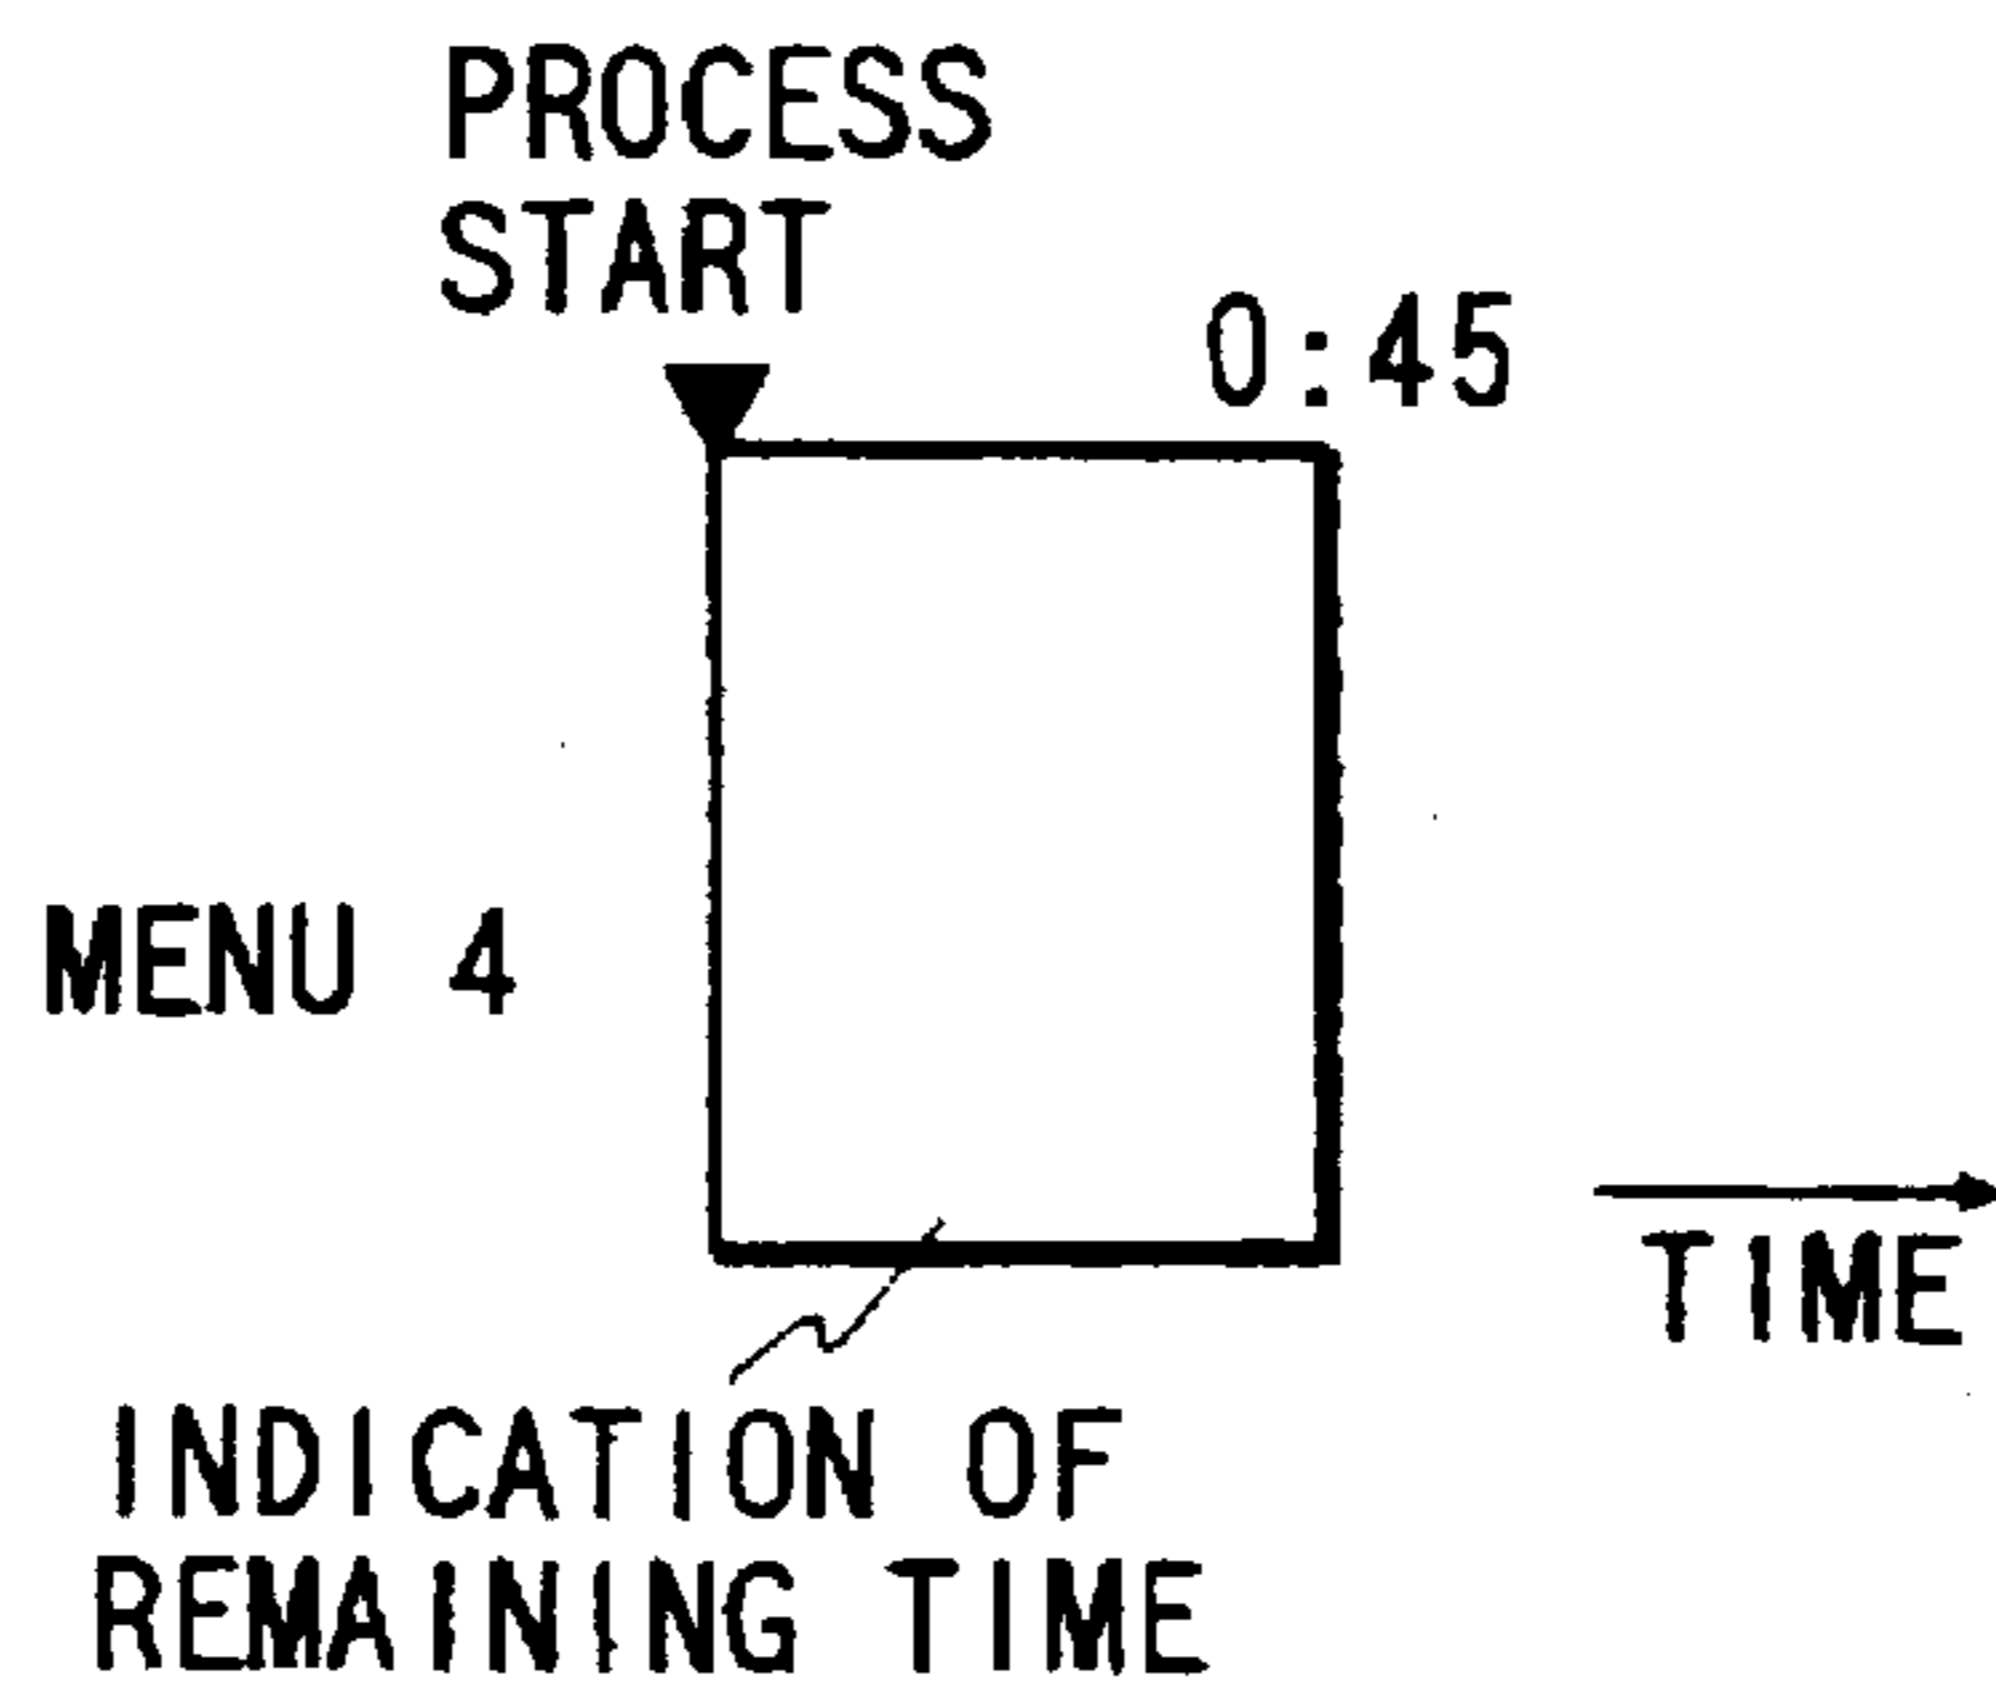 PROCESS
START
0:45
MENU 4
TIME
INDICATION OF
REMAINING TIME